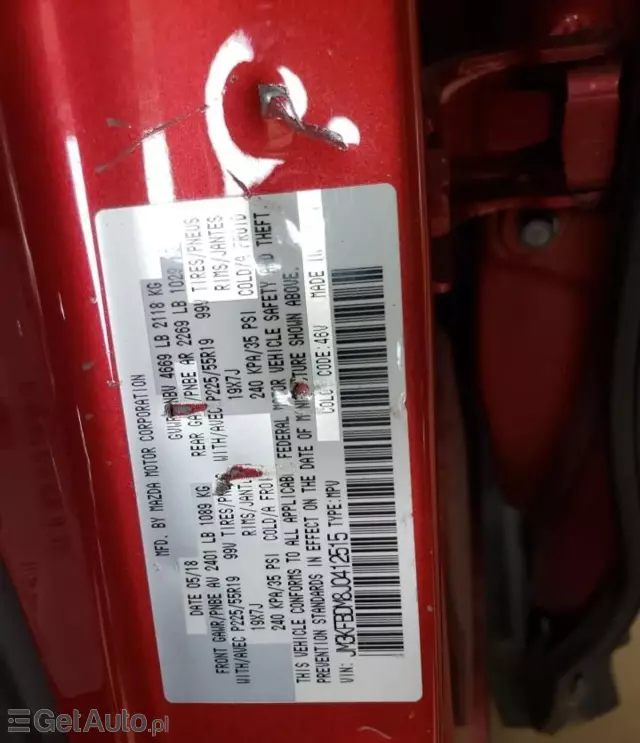 MFD. BY MAZDA MOTOR CORPORATION
DATE 05/18 GVWR/PNBV 4669 LB 2118 KG
FRONT GAWR/PNBE AV 2401 LB 1089 KG REAR GAWR/PNBE AR 2269 LB 1029 KG
WITH/AVEC P225/55R19 99V TIRES/PNEUS WITH/AVEC P225/55R19 99V TIRES/PNEUS
19X7J RIMS/JANTES 19X7J RIMS/JANTES
240 KPA/35 PSI COLD/A FROID 240 KPA/35 PSI COLD/A FROID
THIS VEHICLE CONFORMS TO ALL APPLICABLE FEDERAL MOTOR VEHICLE SAFETY AND THEFT
PREVENTION STANDARDS IN EFFECT ON THE DATE OF MANUFACTURE SHOWN ABOVE.
VIN: JM3KFBDM8J0412515 TYPE:MPV COLOR CODE:46V MADE IN
GetAuto.pl